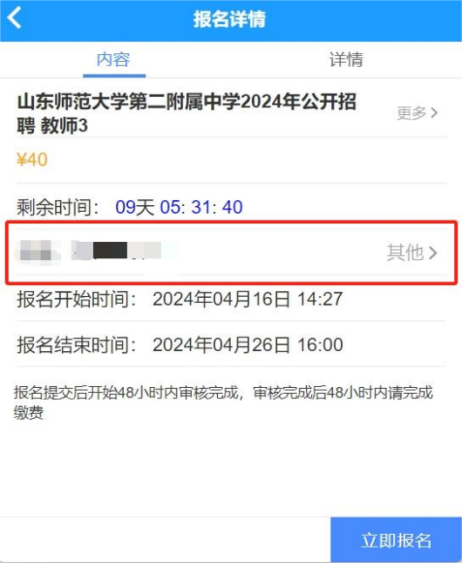 报名详情
内容 详情
山东师范大学第二附属中学2024年公开招
聘 教师3
更多
¥40
剩余时间： 09天 05: 31: 40
其他
报名开始时间： 2024年04月16日 14:27
报名结束时间： 2024年04月26日 16:00
报名提交后开始48小时内审核完成，审核完成后48小时内请完成
缴费
立即报名